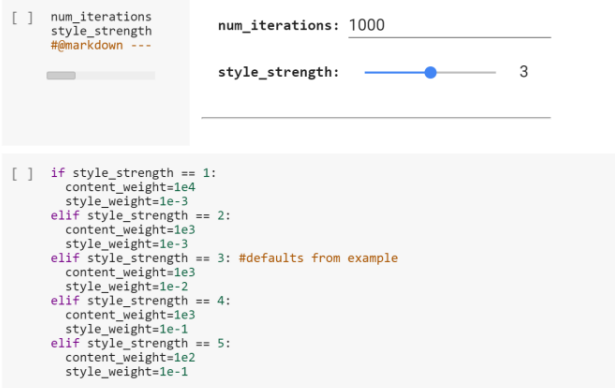 [ ] num_iterations
style_strength
#@markdown ---
num_iterations: 1000
style_strength: 3
[ ] if style_strength == 1:
content_weight=1e4
style_weight=1e-3
elif style_strength == 2:
content_weight=1e3
style_weight=1e-3
elif style_strength == 3: #defaults from example
content_weight=1e3
style_weight=1e-2
elif style_strength == 4:
content_weight=1e3
style_weight=1e-1
elif style_strength == 5:
content_weight=1e2
style_weight=1e-1